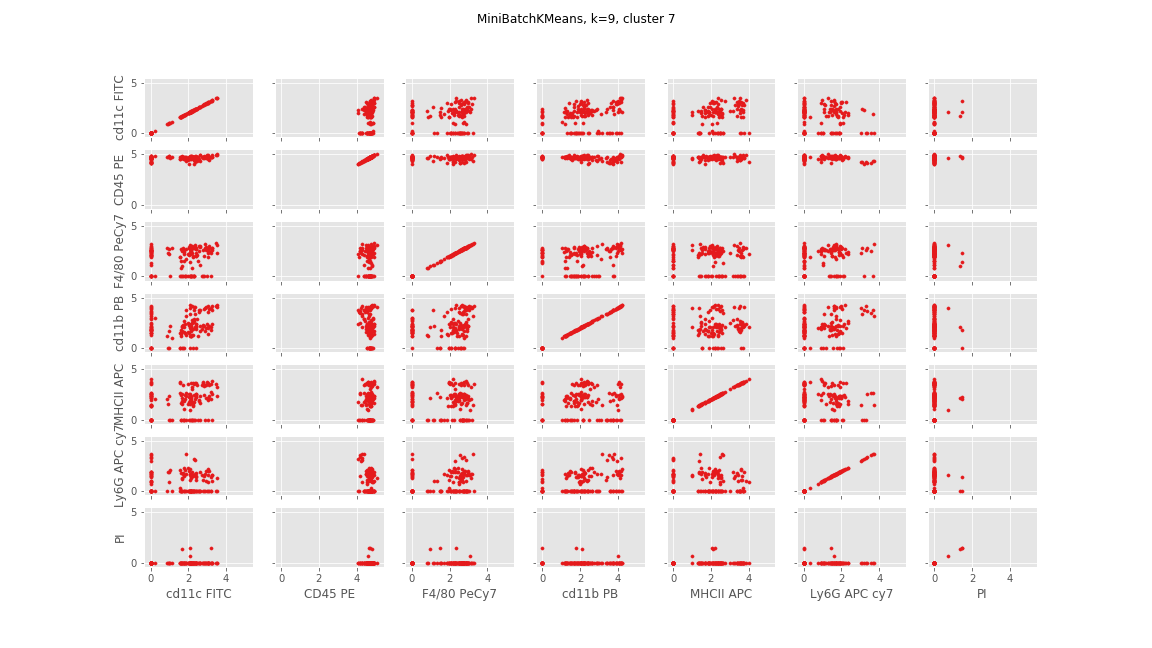 MiniBatchKMeans, k=9, cluster 7
cd11c FITC
5
0
CD45 PE
5
0
F4/80 PeCy7
5
0
cd11b PB
5
0
MHCII APC
5
0
Ly6G APC cy7
5
0
PI
5
0
0 2 4 0 2 4 0 2 4 0 2 4 0 2 4 0 2 4 0 2 4
cd11c FITC CD45 PE F4/80 PeCy7 cd11b PB MHCII APC Ly6G APC cy7 PI